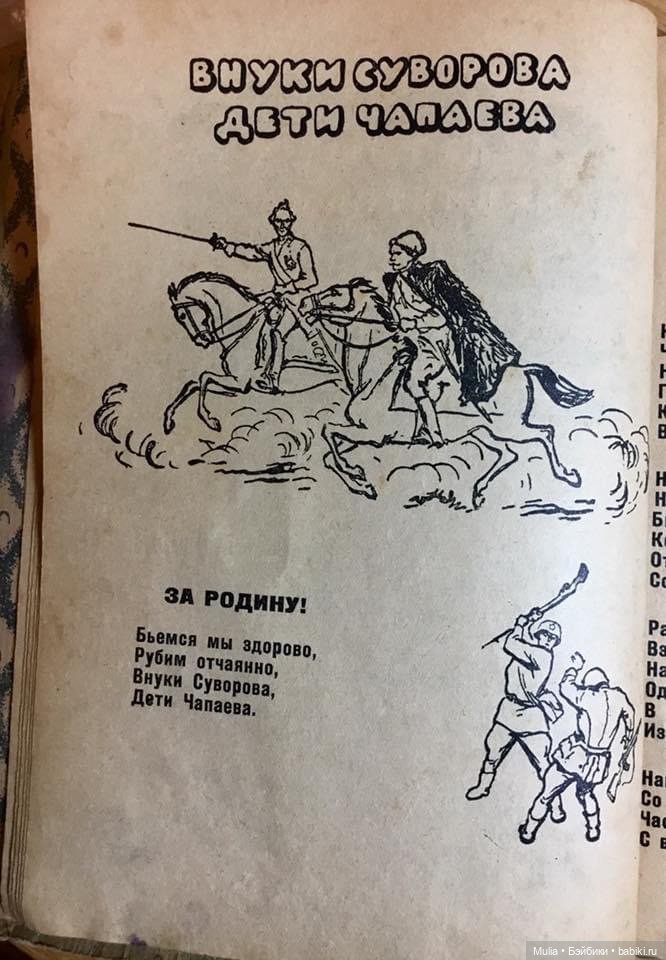 ВНУКИ СУВОРОВА
ДЕТИ ЧАПАЕВА
ЗА РОДИНУ!
Бьемся мы здорово,
Рубим отчаянно,
Внуки Суворова,
Дети Чапаева.
Mulia • Бэйбики • babiki.ru